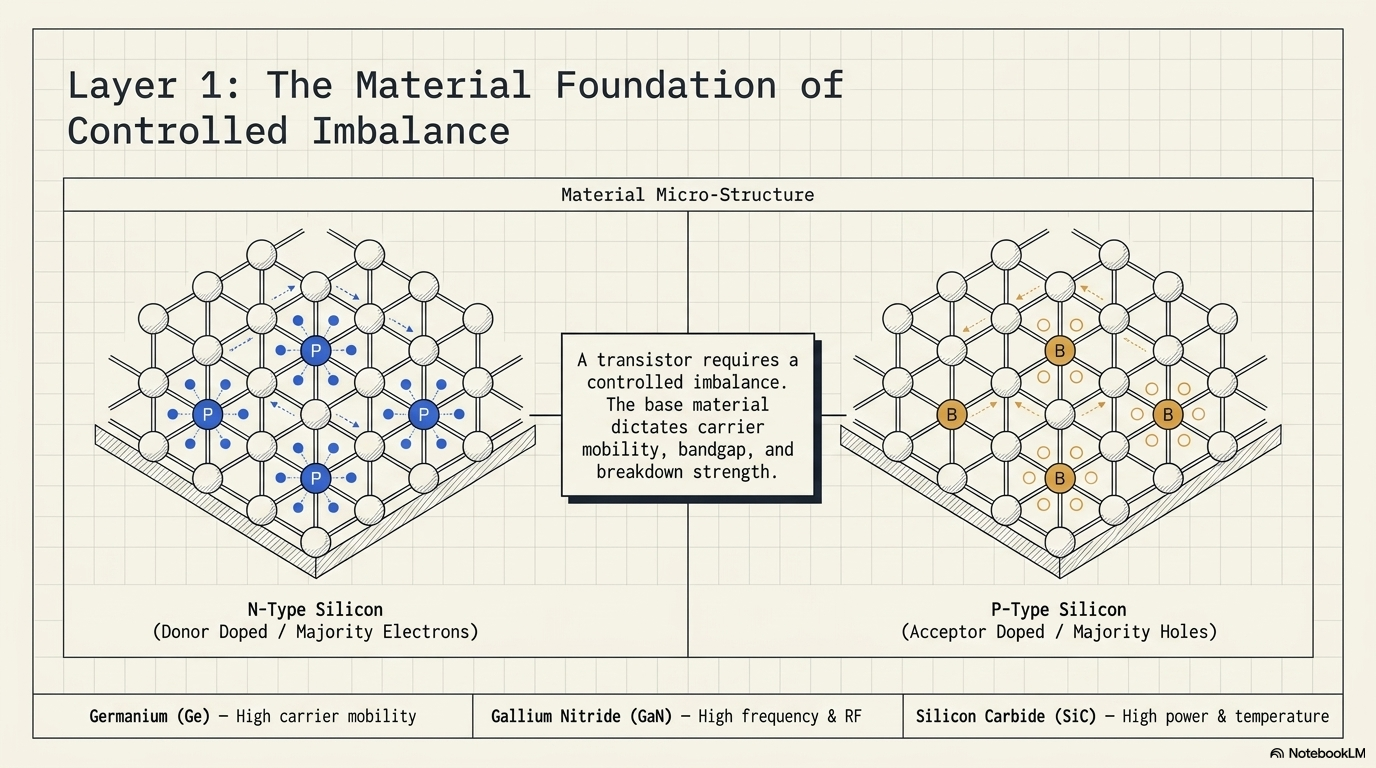 Layer 1: The Material Foundation of
Controlled Imbalance
Material Micro-Structure
P
P
P
P
A transistor requires a
controlled imbalance.
The base material
dictates carrier
mobility, bandgap, and
breakdown strength.
B
B
B
B
N-Type Silicon
(Donor Doped / Majority Electrons)
P-Type Silicon
(Acceptor Doped / Majority Holes)
Germanium (Ge) — High carrier mobility
Gallium Nitride (GaN) — High frequency & RF
Silicon Carbide (SiC) — High power & temperature
NotebookLM